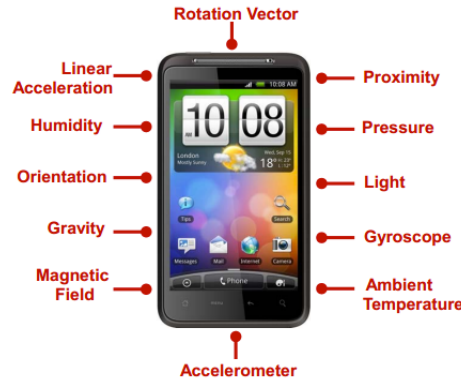 Rotation Vector
Linear
Acceleration
Proximity
Humidity
Pressure
Orientation
Light
Gravity
Gyroscope
Magnetic
Field
Ambient
Temperature
Accelerometer
10:08 AM
10 08
London
Mostly Sunny
Wed, Sep 15
18°
Tips
Search
Messages
Mail
Internet
Camera
Phone